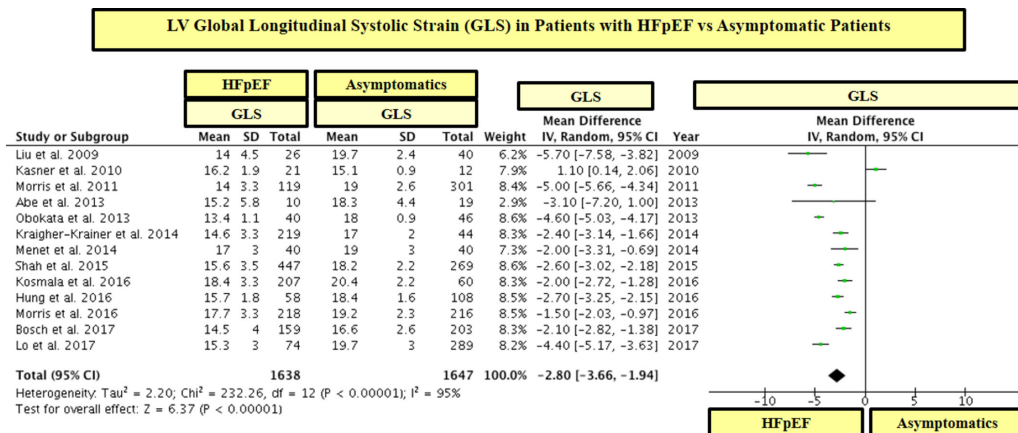 LV Global Longitudinal Systolic Strain (GLS) in Patients with HFpEF vs Asymptomatic Patients
HFpEF Asymptomatics
GLS GLS GLS GLS
Mean Difference Mean Difference
Study or Subgroup Mean SD Total Mean SD Total Weight IV, Random, 95% CI Year IV, Random, 95% CI
Liu et al. 2009 14 4.5 26 19.7 2.4 40 6.2% −5.70 [−7.58, −3.82] 2009
Kasner et al. 2010 16.2 1.9 21 15.1 0.9 12 7.9% 1.10 [0.14, 2.06] 2010
Morris et al. 2011 14 3.3 119 19 2.6 301 8.4% −5.00 [−5.66, −4.34] 2011
Abe et al. 2013 15.2 5.8 10 18.3 4.4 19 2.9% −3.10 [−7.20, 1.00] 2013
Obokata et al. 2013 13.4 1.1 40 18 0.9 46 8.6% −4.60 [−5.03, −4.17] 2013
Kraigher-Krainer et al. 2014 14.6 3.3 219 17 2 44 8.3% −2.40 [−3.14, −1.66] 2014
Menet et al. 2014 17 3 40 19 3 40 7.3% −2.00 [−3.31, −0.69] 2014
Shah et al. 2015 15.6 3.5 447 18.2 2.2 269 8.6% −2.60 [−3.02, −2.18] 2015
Kosmala et al. 2016 18.4 3.3 207 20.4 2.2 60 8.3% −2.00 [−2.72, −1.28] 2016
Hung et al. 2016 15.7 1.8 58 18.4 1.6 108 8.5% −2.70 [−3.25, −2.15] 2016
Morris et al. 2016 17.7 3.3 218 19.2 2.3 216 8.5% −1.50 [−2.03, −0.97] 2016
Bosch et al. 2017 14.5 4 159 16.6 2.6 203 8.3% −2.10 [−2.82, −1.38] 2017
Lo et al. 2017 15.3 3 74 19.7 3 289 8.2% −4.40 [−5.17, −3.63] 2017
Total (95% CI) 1638 1647 100.0% −2.80 [−3.66, −1.94]
Heterogeneity: Tau² = 2.20; Chi² = 232.26, df = 12 (P < 0.00001); I² = 95%
Test for overall effect: Z = 6.37 (P < 0.00001)
−10 −5 0 5 10
HFpEF Asymptomatics